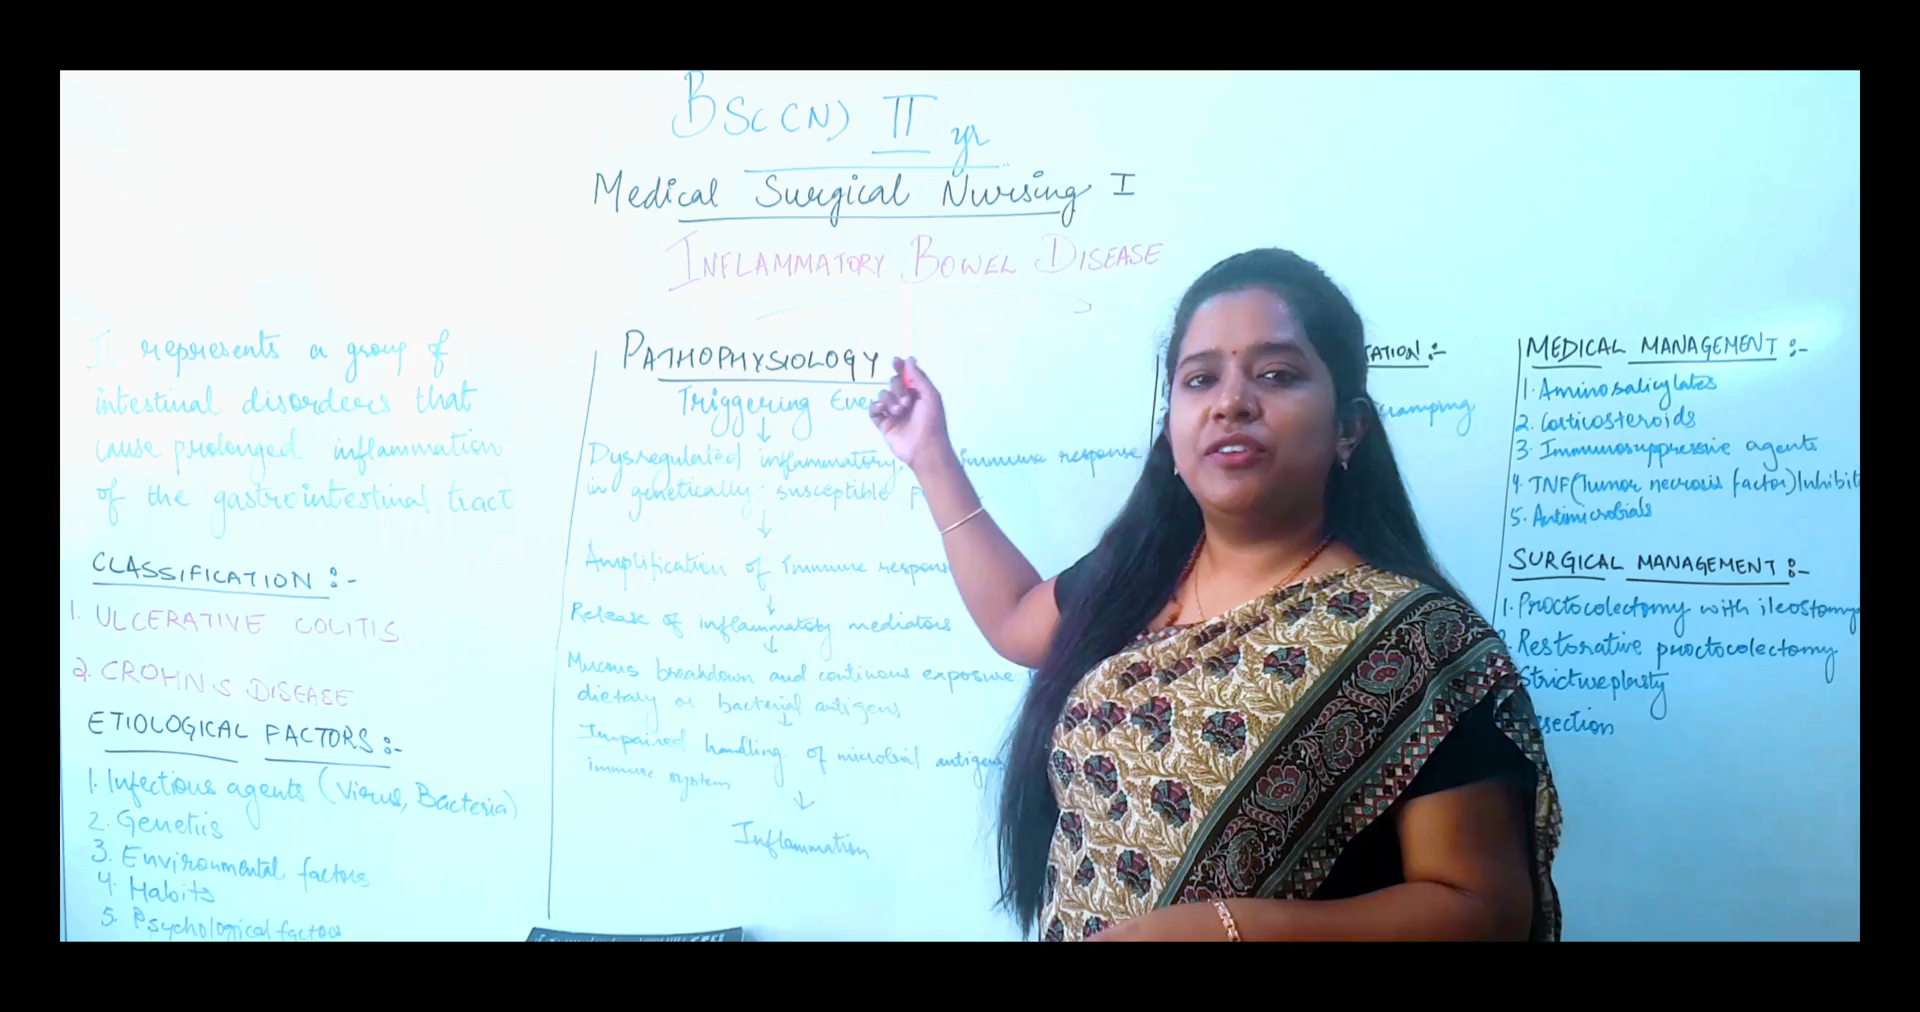 BSc(N) II yr
Medical Surgical Nursing I
INFLAMMATORY BOWEL DISEASE
It represents a group of
intestinal disorders that
cause prolonged inflammation
of the gastrointestinal tract
CLASSIFICATION :-
1. ULCERATIVE COLITIS
2. CROHN'S DISEASE
ETIOLOGICAL FACTORS :-
1. Infectious agents (Virus, Bacteria)
2. Genetiis
3. Environmental factors
4. Habits
5. Psychological factors
PATHOPHYSIOLOGY
Triggering
↓
Dysregulated inflammatory immune response
in genetically susceptible
↓
Amplification of immune respons
↓
Release of inflammatory mediators
↓
Mucous breakdown and continous exposure
dietary or bacterial antigens
↓
Impaired handling of microbial antigens
immune system
↓
Inflammation
TATION :-
cramping
MEDICAL MANAGEMENT :-
1. Aminosalicylates
2. Corticosteroids
3. Immunosuppressive agents
4. TNF (Tumor necrosis factor) Inhibit
5. Antimicrobials
SURGICAL MANAGEMENT :-
1. Proctocolectomy with ileostomy
Restorative proctocolectomy
Strictureplasty
section